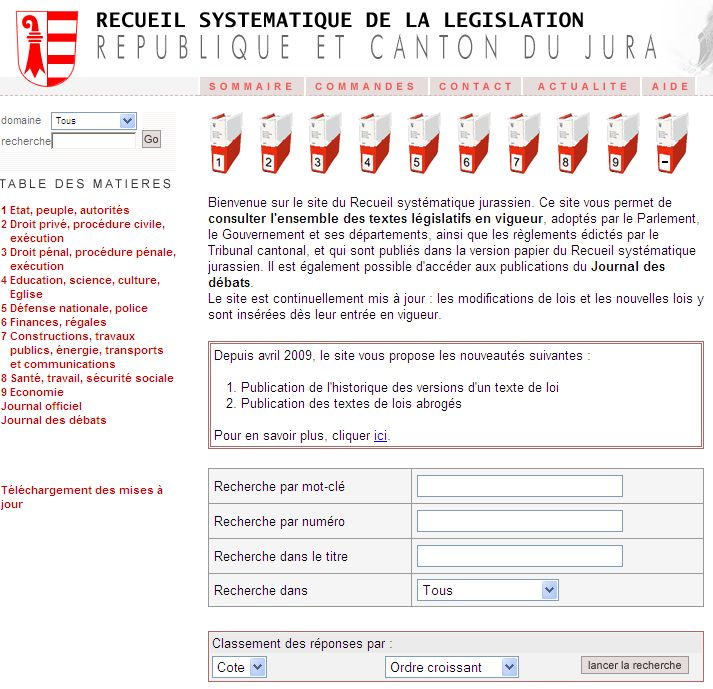 RECUEIL SYSTEMATIQUE DE LA LEGISLATION
REPUBLIQUE ET CANTON DU JURA
SOMMAIRE COMMANDES CONTACT ACTUALITE AIDE
domaine Tous
recherche Go
1 2 3 4 5 6 7 8 9 -
TABLE DES MATIERES
1 Etat, peuple, autorités
2 Droit privé, procédure civile,
exécution
3 Droit pénal, procédure pénale,
exécution
4 Education, science, culture,
Eglise
5 Défense nationale, police
6 Finances, régales
7 Constructions, travaux
publics, énergie, transports
et communications
8 Santé, travail, sécurité sociale
9 Economie
Journal officiel
Journal des débats
Téléchargement des mises à
jour
Bienvenue sur le site du Recueil systématique jurassien. Ce site vous permet de
consulter l'ensemble des textes législatifs en vigueur, adoptés par le Parlement,
le Gouvernement et ses départements, ainsi que les règlements édictés par le
Tribunal cantonal, et qui sont publiés dans la version papier du Recueil systématique
jurassien. Il est également possible d'accéder aux publications du Journal des
débats.
Le site est continuellement mis à jour : les modifications de lois et les nouvelles lois y
sont insérées dès leur entrée en vigueur.
Depuis avril 2009, le site vous propose les nouveautés suivantes :
1. Publication de l'historique des versions d'un texte de loi
2. Publication des textes de lois abrogés
Pour en savoir plus, cliquer ici.
Recherche par mot-clé
Recherche par numéro
Recherche dans le titre
Recherche dans Tous
Classement des réponses par :
Cote Ordre croissant lancer la recherche